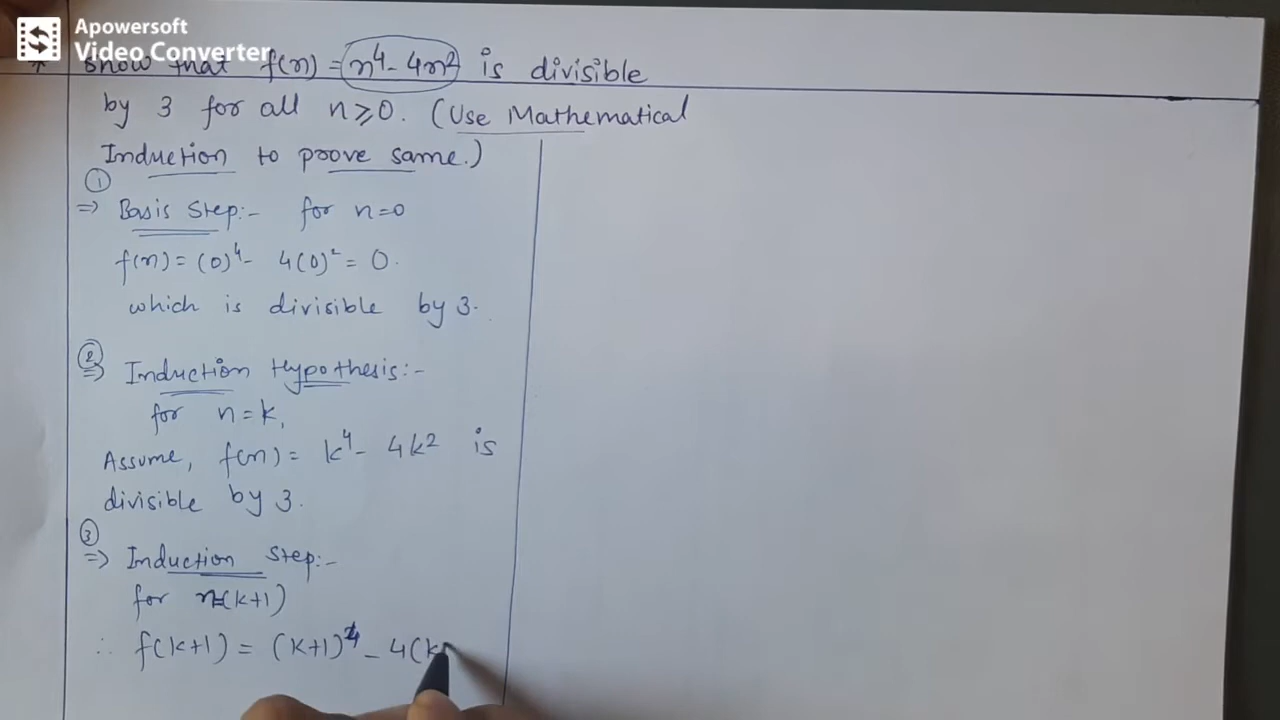 Apowersoft
Video Converter
* Show that f(n) = n⁴ - 4n² is divisible
by 3 for all n ≥ 0. (Use Mathematical
Induction to prove same.)
①
⇒ Basis Step:- for n=0
f(n) = (0)⁴ - 4(0)² = 0.
which is divisible by 3.
②
⇒ Induction Hypothesis:-
for n = k,
Assume, f(n) = k⁴ - 4k² is
divisible by 3.
③
⇒ Induction Step:-
for n=(k+1)
∴ f(k+1) = (k+1)⁴ - 4(k